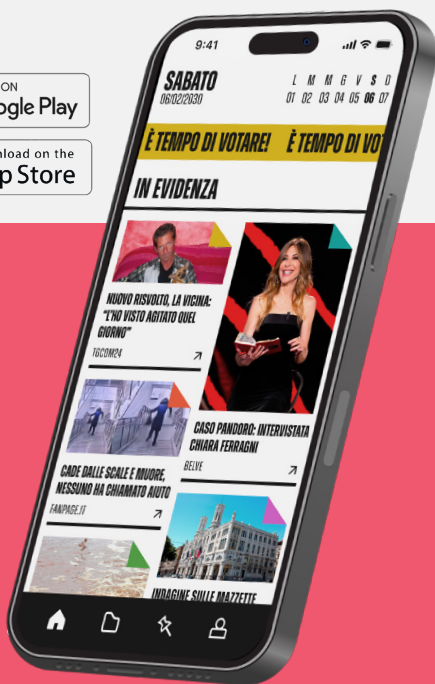 ON
ogle Play
nload on the
p Store
9:41
SABATO
06/02/2030
L M M G V S D
01 02 03 04 05 06 07
È TEMPO DI VOTARE! È TEMPO DI VOT
IN EVIDENZA
NUOVO RISVOLTO, LA VICINA:
"L'HO VISTO AGITATO QUEL
GIORNO"
TGCOM24
CASO PANDORO: INTERVISTATA
CHIARA FERRAGNI
BELVE
CADE DALLE SCALE E MUORE,
NESSUNO HA CHIAMATO AIUTO
FANPAGE.IT
INDAGINE SULLE MAZZETTE